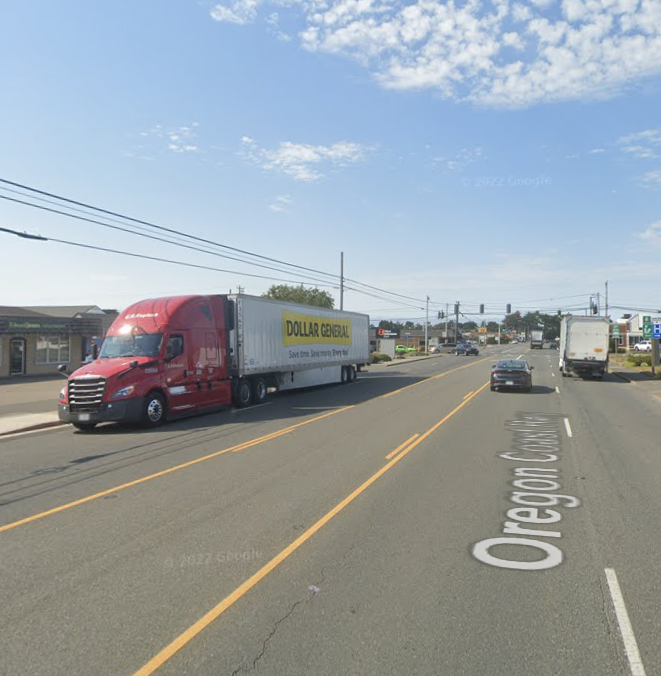 © 2022 Google
DOLLAR GENERAL
Save time. Save money. Every day!
Oregon Coast Hwy
© 2022 Google